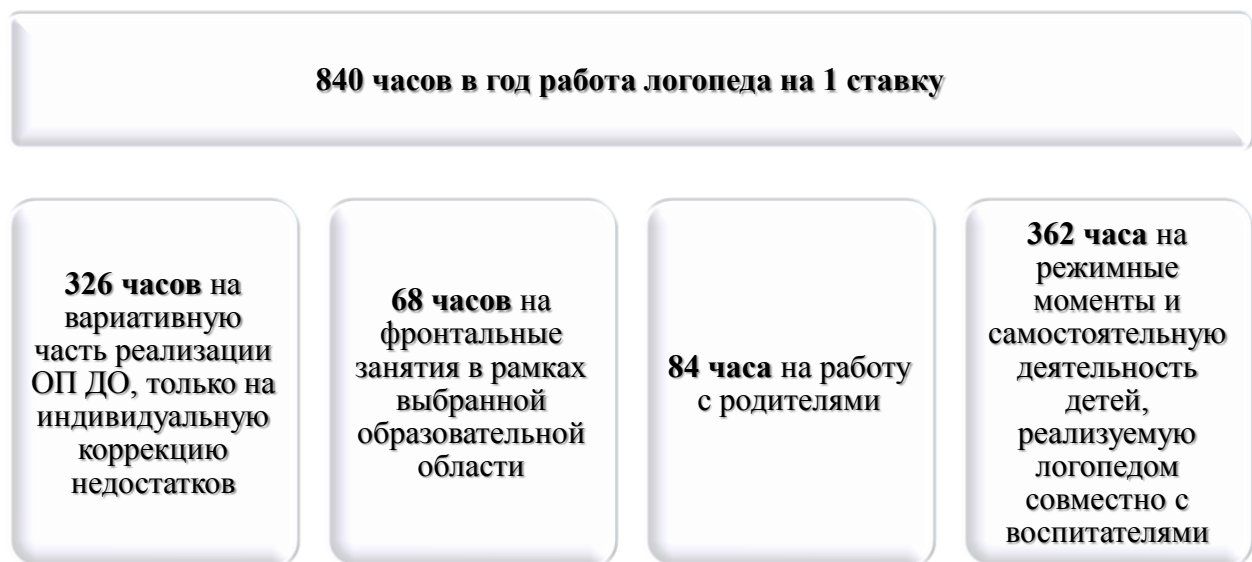 840 часов в год работа логопеда на 1 ставку
326 часов на
вариативную
часть реализации
ОП ДО, только на
индивидуальную
коррекцию
недостатков
68 часов на
фронтальные
занятия в рамках
выбранной
образовательной
области
84 часа на работу
с родителями
362 часа на
режимные
моменты и
самостоятельную
деятельность
детей,
реализуемую
логопедом
совместно с
воспитателями